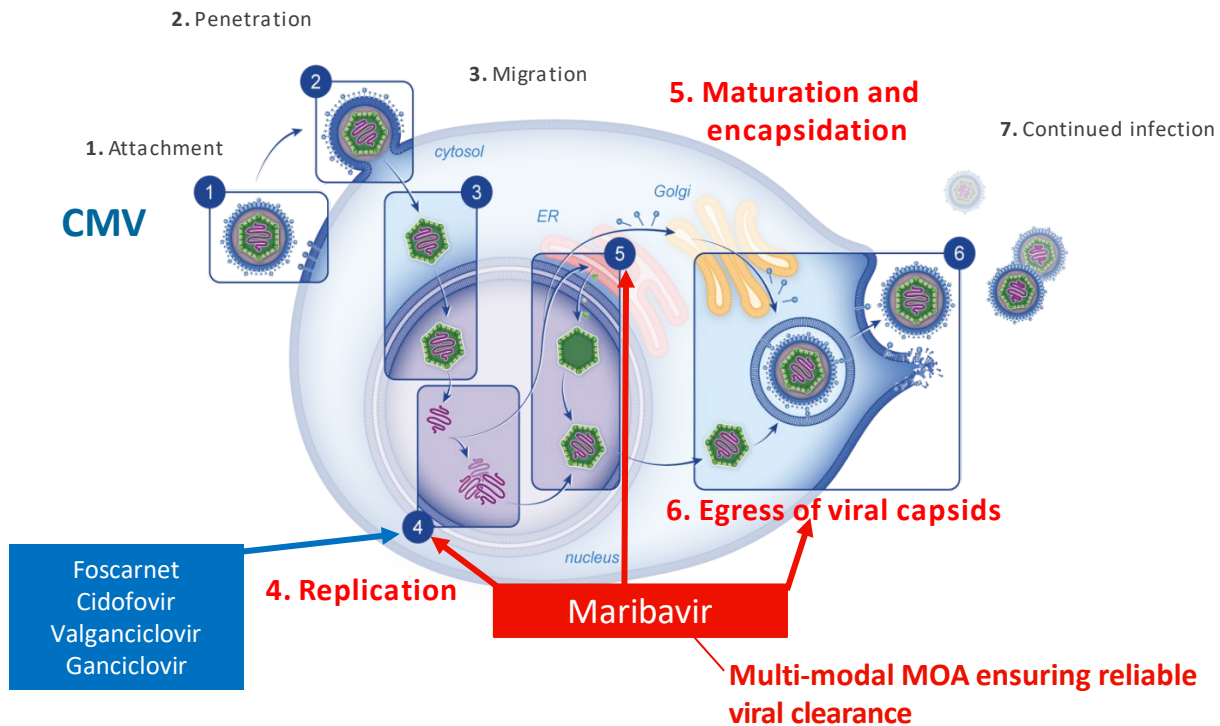 2. Penetration
3. Migration
5. Maturation and
encapsidation
7. Continued infection
1. Attachment
CMV
1
2
cytosol
3
ER
Golgi
5
6
4
nucleus
6. Egress of viral capsids
4. Replication
Foscarnet
Cidofovir
Valganciclovir
Ganciclovir
Maribavir
Multi-modal MOA ensuring reliable
viral clearance